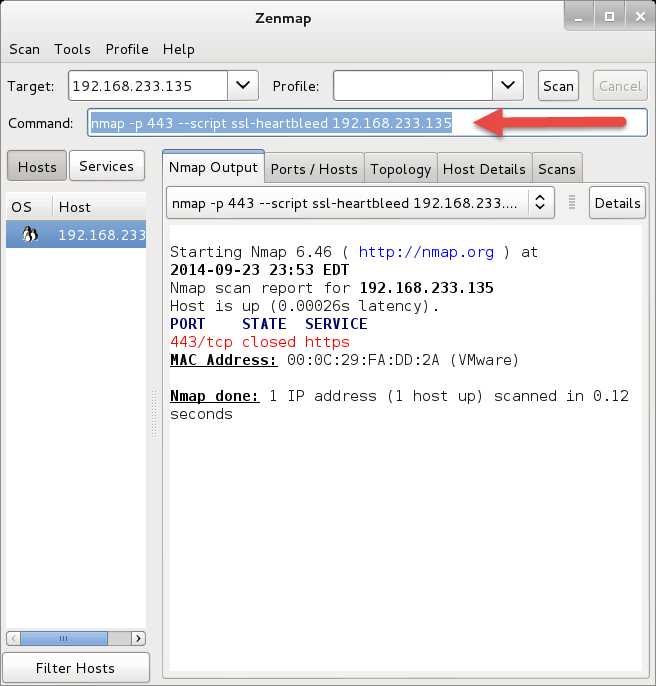 Zenmap
Scan Tools Profile Help
Target: 192.168.233.135 Profile: Scan Cancel
Command: nmap -p 443 --script ssl-heartbleed 192.168.233.135
Hosts Services
OS Host
192.168.233
Nmap Output Ports / Hosts Topology Host Details Scans
nmap -p 443 --script ssl-heartbleed 192.168.233.... Details
Starting Nmap 6.46 ( http://nmap.org ) at
2014-09-23 23:53 EDT
Nmap scan report for 192.168.233.135
Host is up (0.00026s latency).
PORT STATE SERVICE
443/tcp closed https
MAC Address: 00:0C:29:FA:DD:2A (VMware)
Nmap done: 1 IP address (1 host up) scanned in 0.12
seconds
Filter Hosts